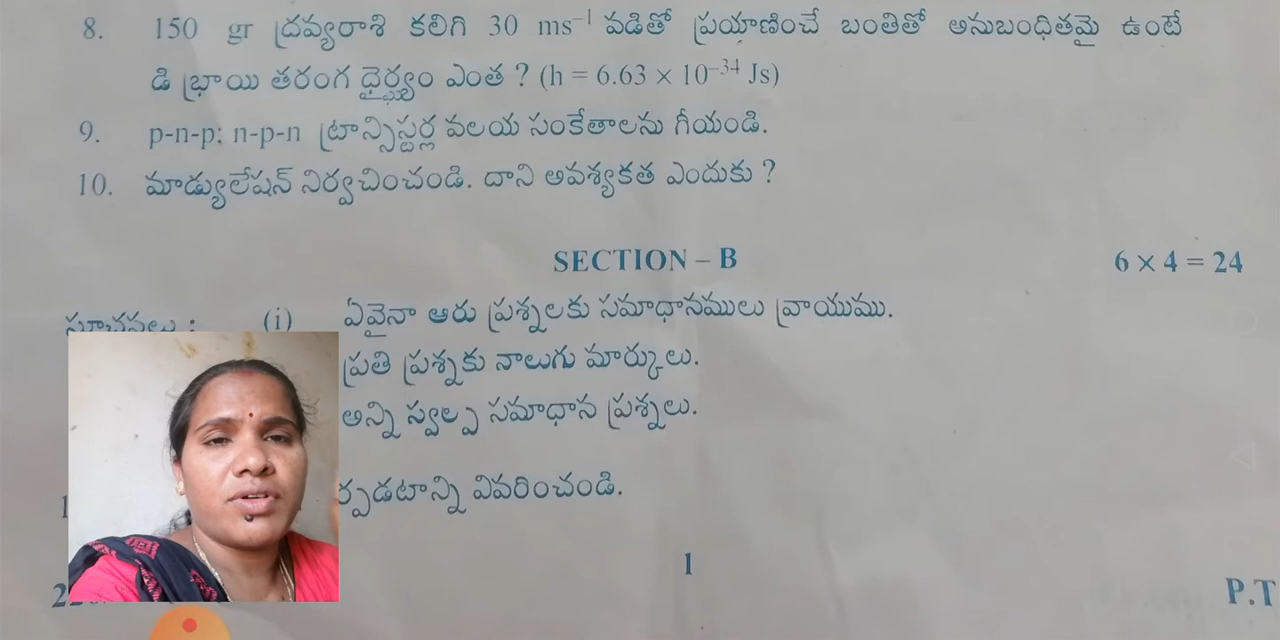 8. 150 gr ద్రవ్యరాశి కలిగి 30 ms⁻¹ వడితో ప్రయాణించే బంతితో అనుబంధితమై ఉంటే
డి బ్రాయి తరంగ దైర్ఘ్యం ఎంత ? (h = 6.63 × 10⁻³⁴ Js)
9. p-n-p; n-p-n ట్రాన్సిస్టర్ల వలయ సంకేతాలను గీయండి.
10. మాడ్యులేషన్ నిర్వచించండి. దాని అవశ్యకత ఎందుకు ?
SECTION – B 6 × 4 = 24
సూచనలు : (i) ఏవైనా ఆరు ప్రశ్నలకు సమాధానములు వ్రాయుము.
ప్రతి ప్రశ్నకు నాలుగు మార్కులు.
అన్ని స్వల్ప సమాధాన ప్రశ్నలు.
ర్పడటాన్ని వివరించండి.
1
P.T